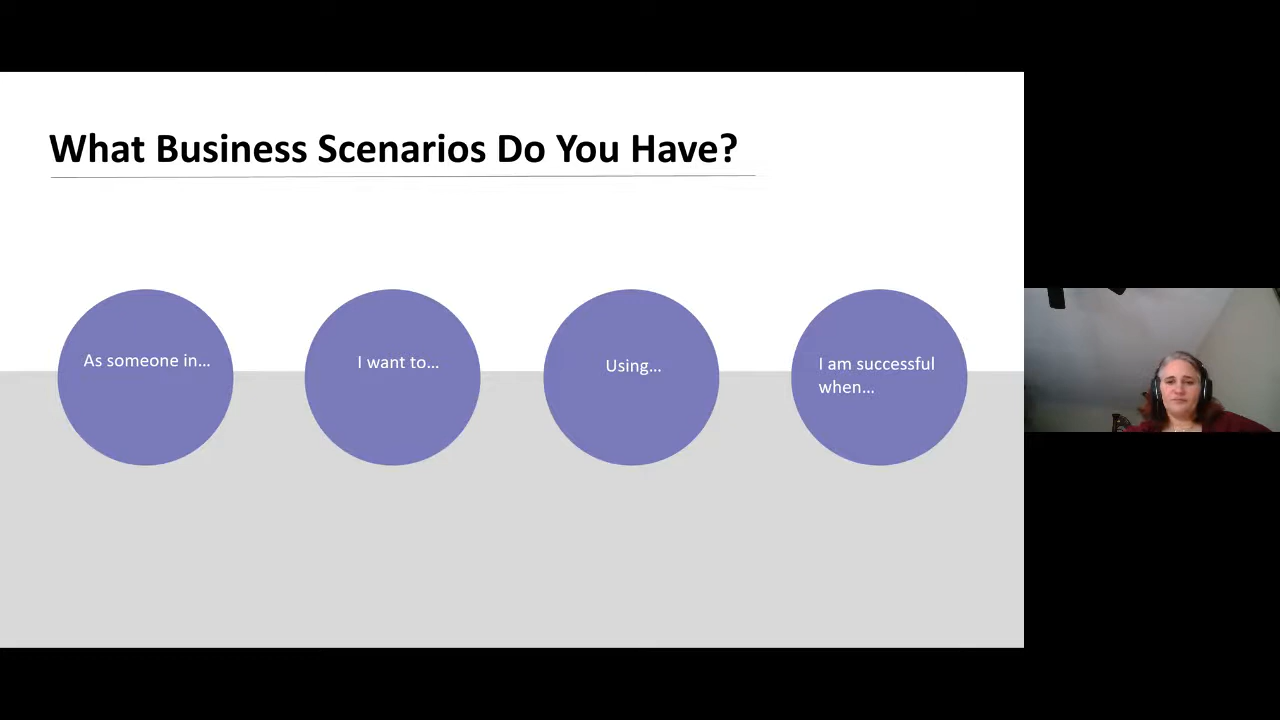 What Business Scenarios Do You Have?
As someone in...
I want to...
Using...
I am successful
when...